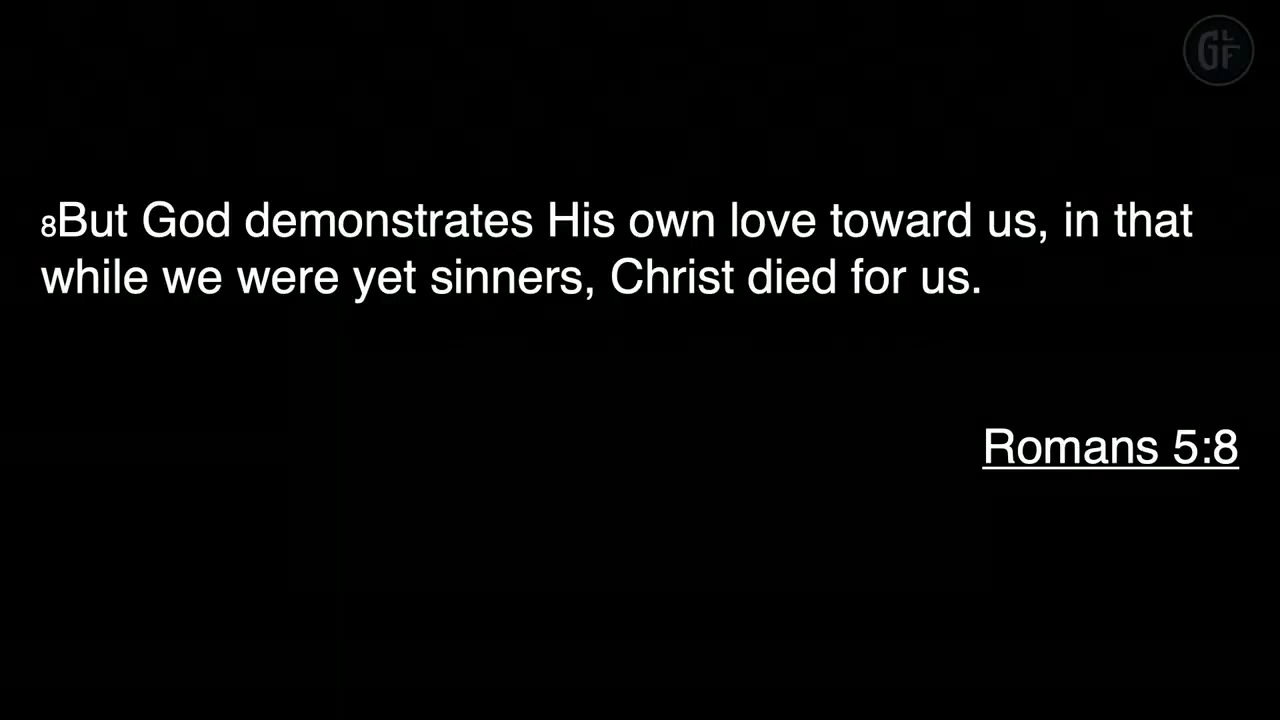 8But God demonstrates His own love toward us, in that
while we were yet sinners, Christ died for us.
Romans 5:8
GLF